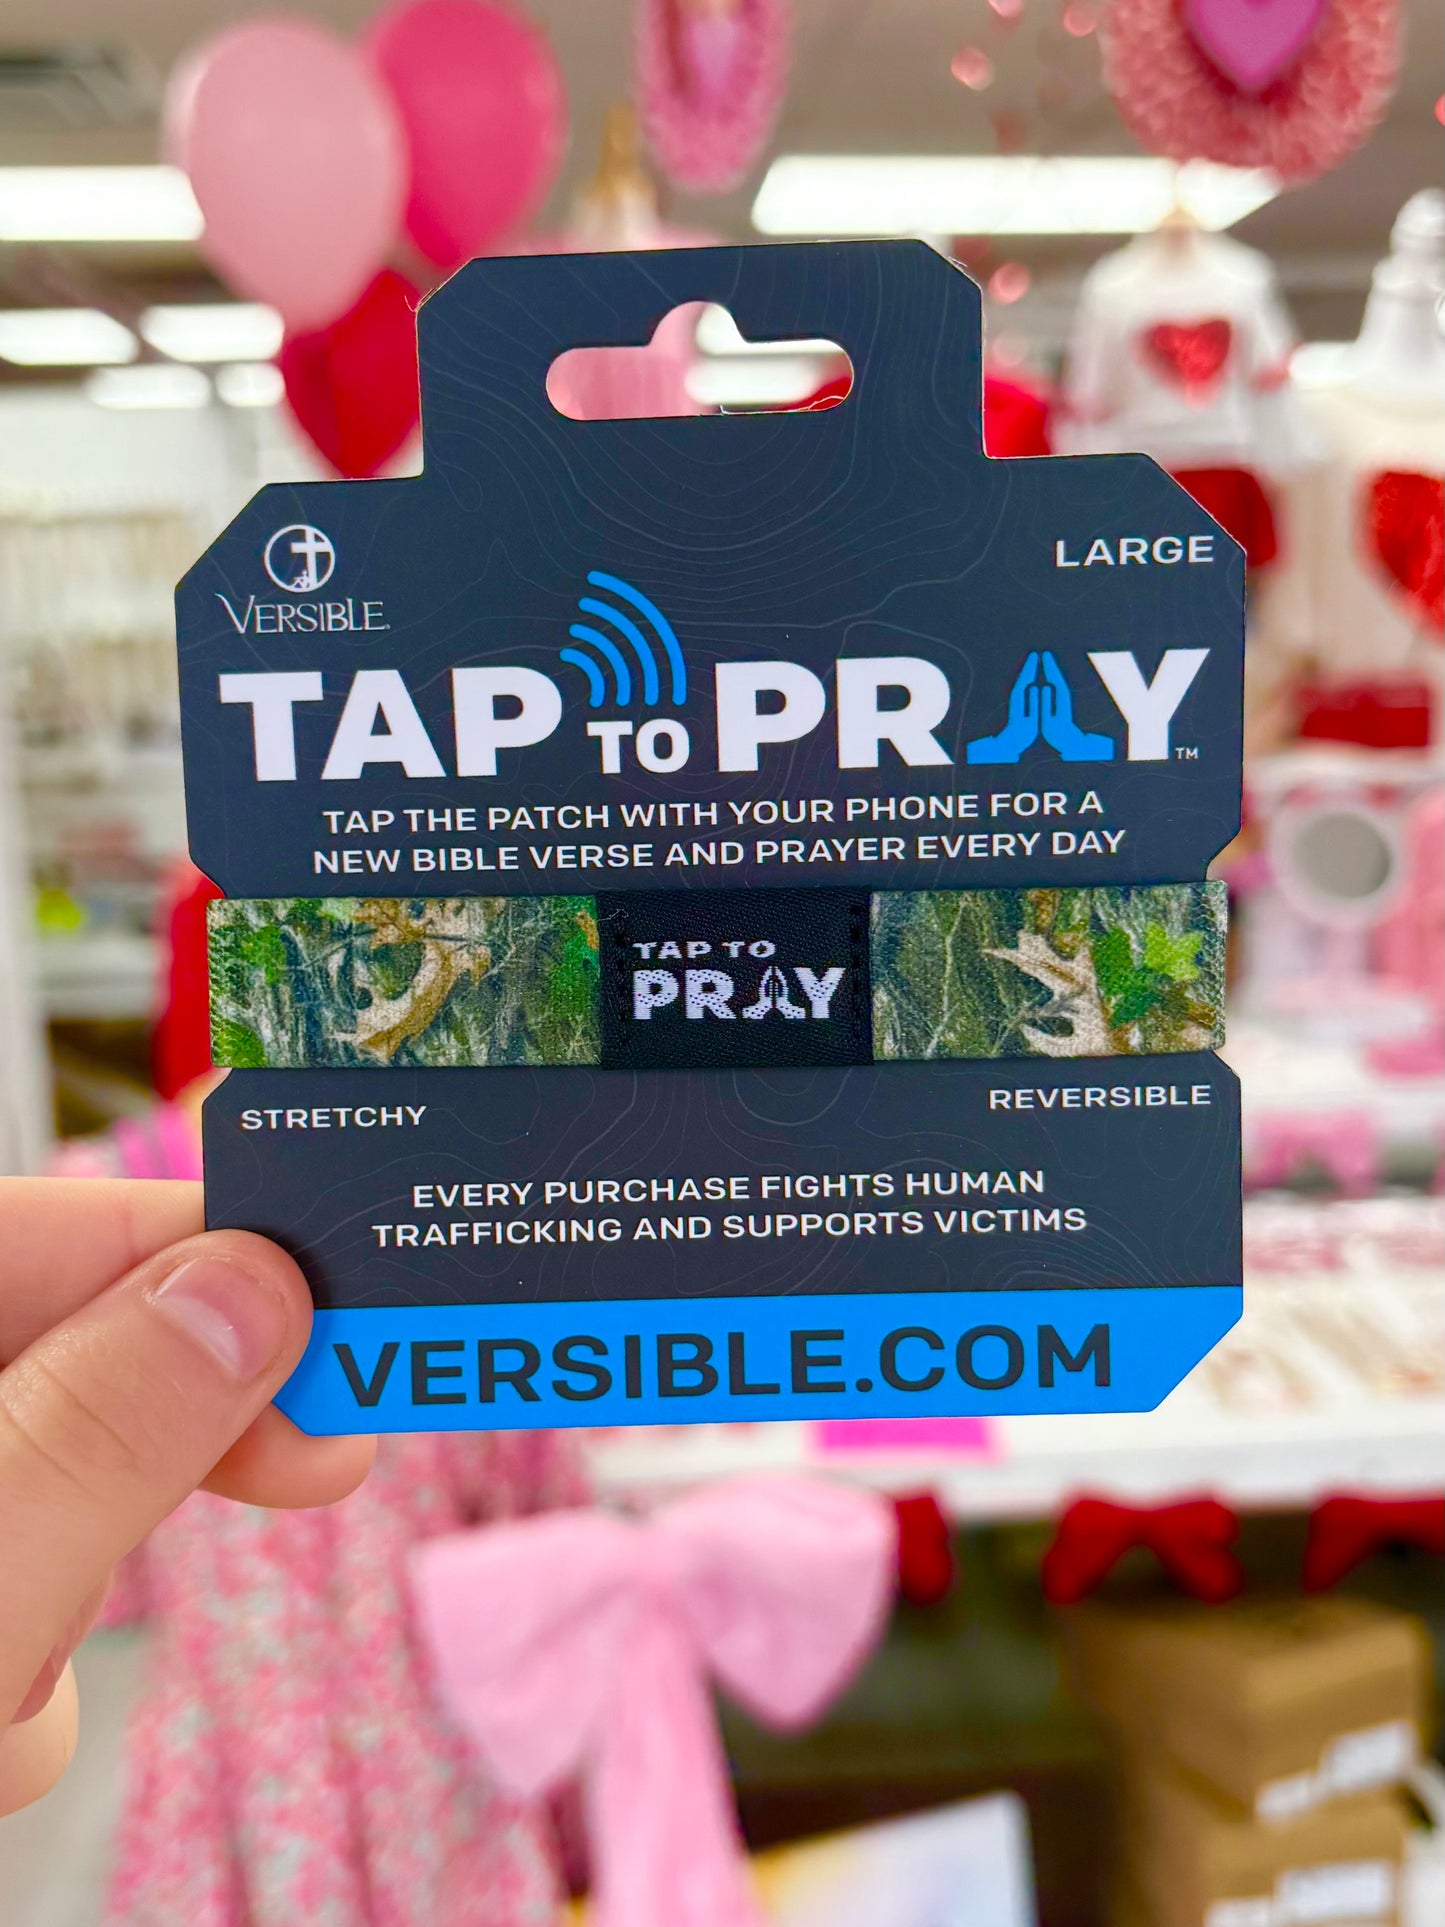 VERSIBLE.
LARGE
TAP TO PRAY™
TAP THE PATCH WITH YOUR PHONE FOR A
NEW BIBLE VERSE AND PRAYER EVERY DAY
TAP TO
PRAY
STRETCHY
REVERSIBLE
EVERY PURCHASE FIGHTS HUMAN
TRAFFICKING AND SUPPORTS VICTIMS
VERSIBLE.COM